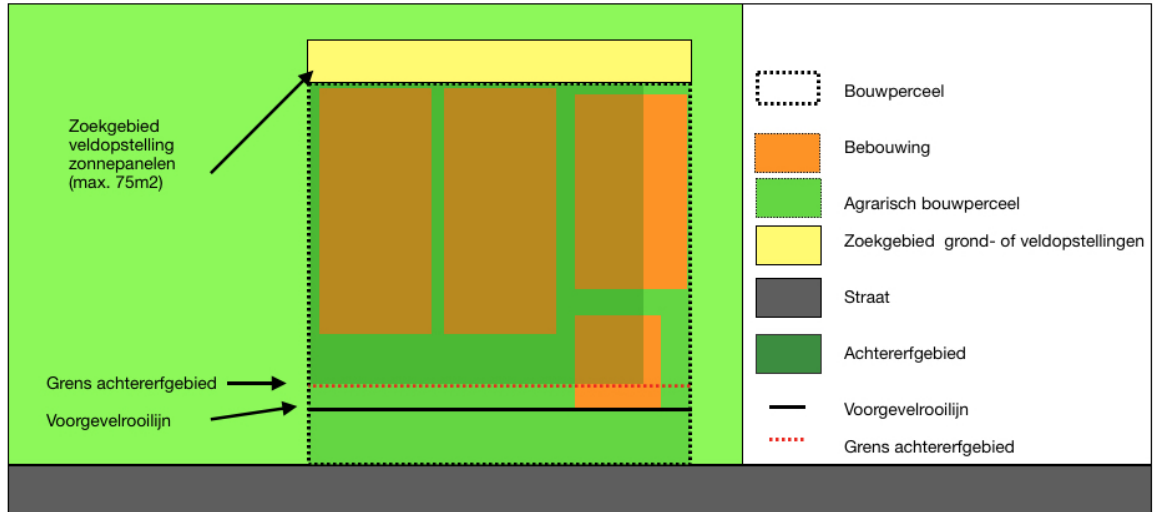 Zoekgebied
veldopstelling
zonnepanelen
(max. 75m2)
Grens achtererfgebied
Voorgevelrooilijn
Bouwperceel
Bebouwing
Agrarisch bouwperceel
Zoekgebied grond- of veldopstellingen
Straat
Achtererfgebied
Voorgevelrooilijn
Grens achtererfgebied